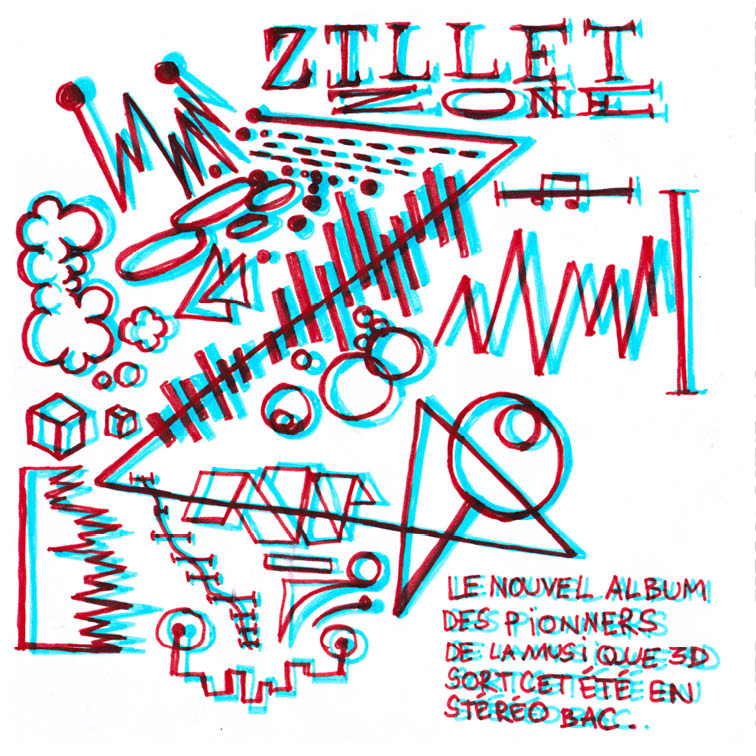 ZILLET
ZONE
LE NOUVEL ALBUM
DES PiONNERS
DE LA MUSiQUE 3D
SORT CET ÉTÉ EN
STÉRÉO BAC..